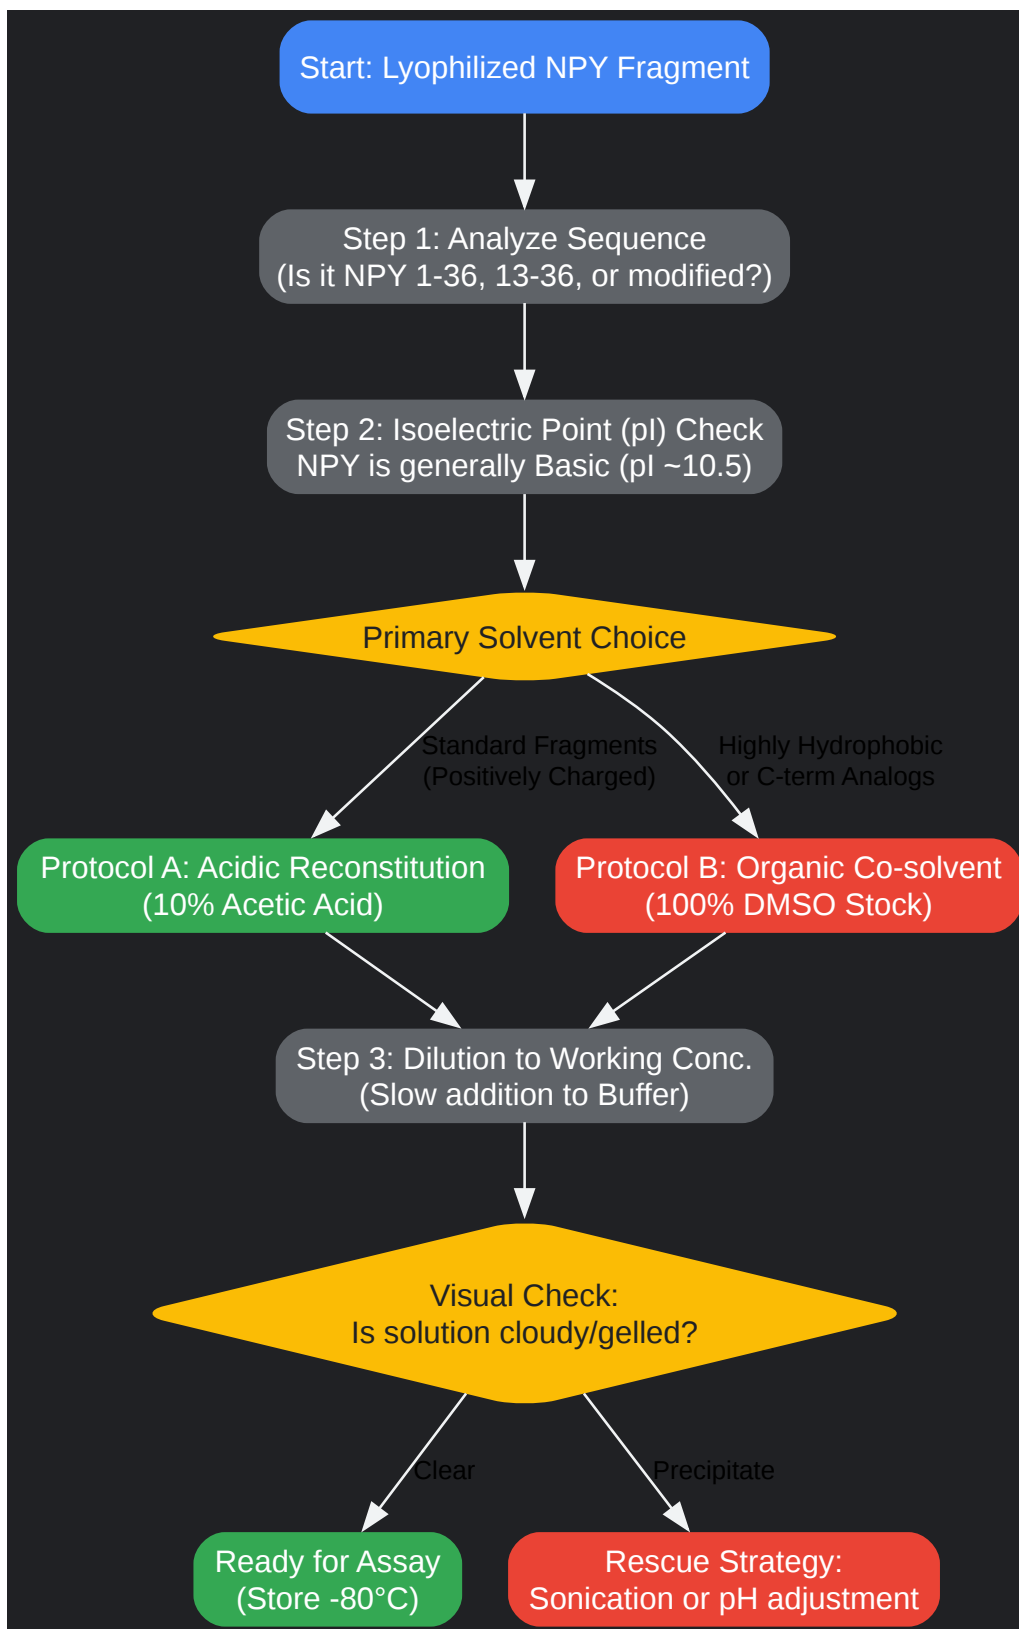 Start: Lyophilized NPY Fragment
Step 1: Analyze Sequence
(Is it NPY 1-36, 13-36, or modified?)
Step 2: Isoelectric Point (pI) Check
NPY is generally Basic (pI ~10.5)
Primary Solvent Choice
Standard Fragments
(Positively Charged)
Highly Hydrophobic
or C-term Analogs
Protocol A: Acidic Reconstitution
(10% Acetic Acid)
Protocol B: Organic Co-solvent
(100% DMSO Stock)
Step 3: Dilution to Working Conc.
(Slow addition to Buffer)
Visual Check:
Is solution cloudy/gelled?
Clear
Precipitate
Ready for Assay
(Store -80°C)
Rescue Strategy:
Sonication or pH adjustment